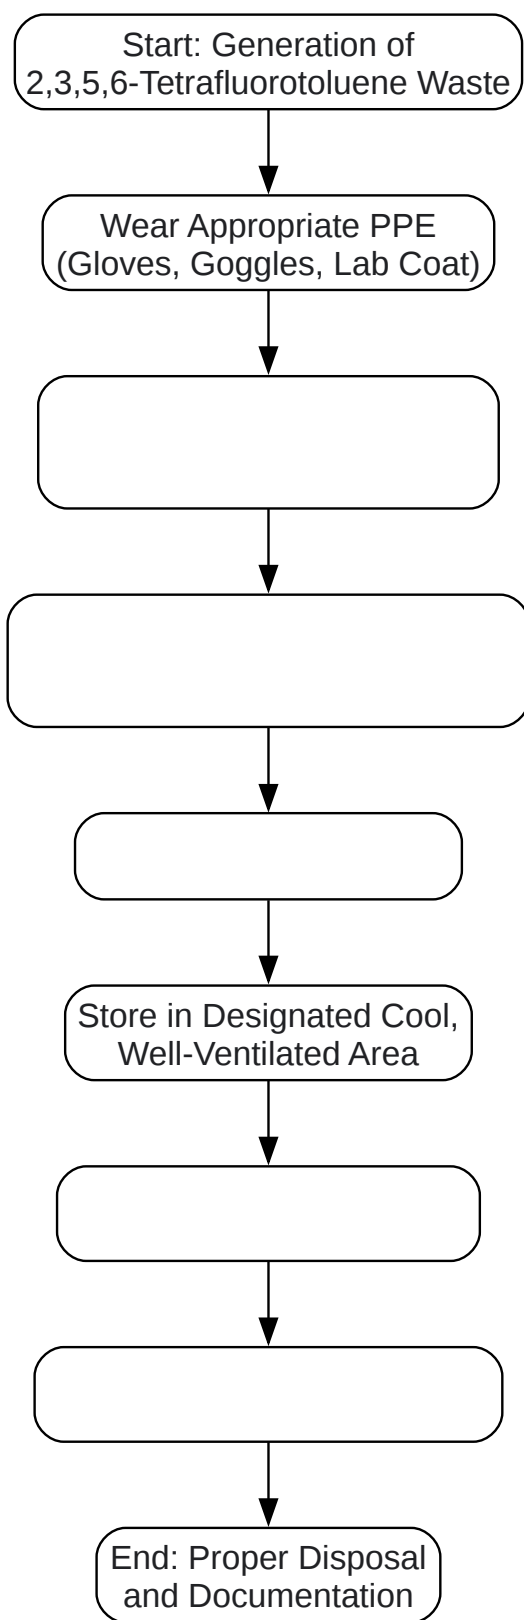 Start: Generation of
2,3,5,6-Tetrafluorotoluene Waste
Wear Appropriate PPE
(Gloves, Goggles, Lab Coat)
Store in Designated Cool,
Well-Ventilated Area
End: Proper Disposal
and Documentation